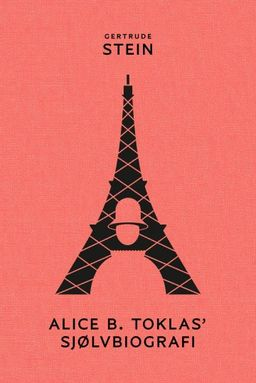 GERTRUDE
STEIN
ALICE B. TOKLAS’
SJØLVBIOGRAFI